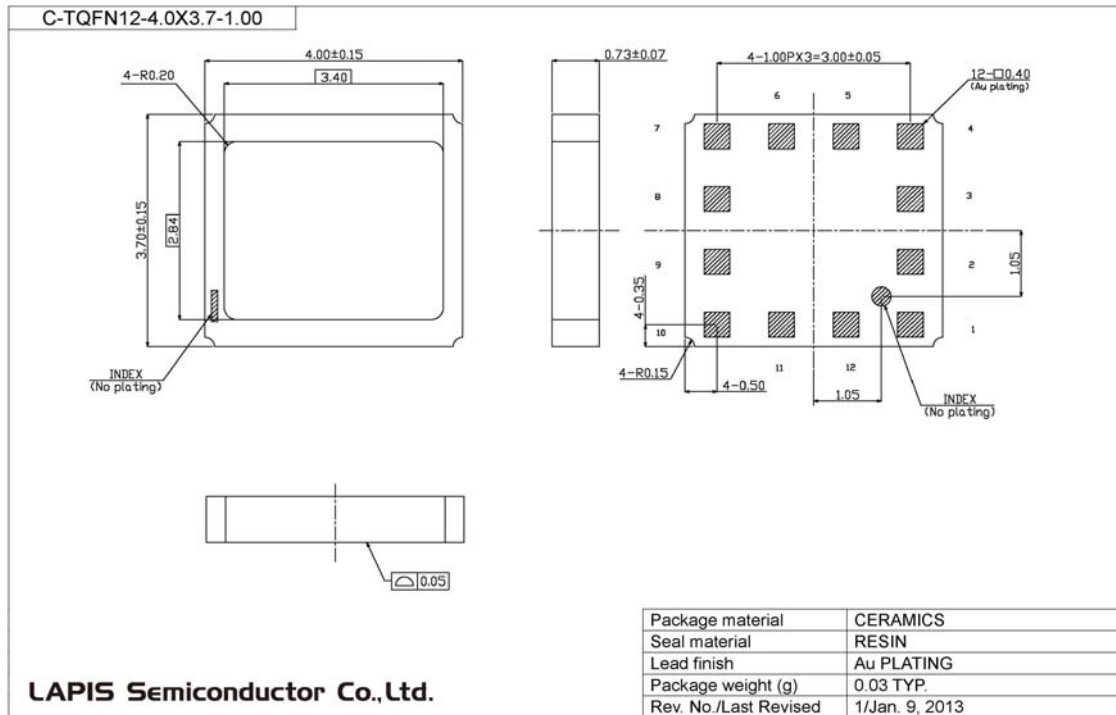 C-TQFN12-4.0X3.7-1.00
4.00±0.15
3.40
4-R0.20
3.70±0.15
2.84
INDEX
(No plating)
0.73±0.07
4-1.00PX3=3.00±0.05
12-□0.40
(Au plating)
6
5
7
4
8
3
9
2
10
1
11
12
1.05
4-0.35
4-R0.15
4-0.50
1.05
INDEX
(No plating)
⌓ 0.05
Package material CERAMICS
Seal material RESIN
Lead finish Au PLATING
Package weight (g) 0.03 TYP.
Rev. No./Last Revised 1/Jan. 9, 2013
LAPIS Semiconductor Co.,Ltd.